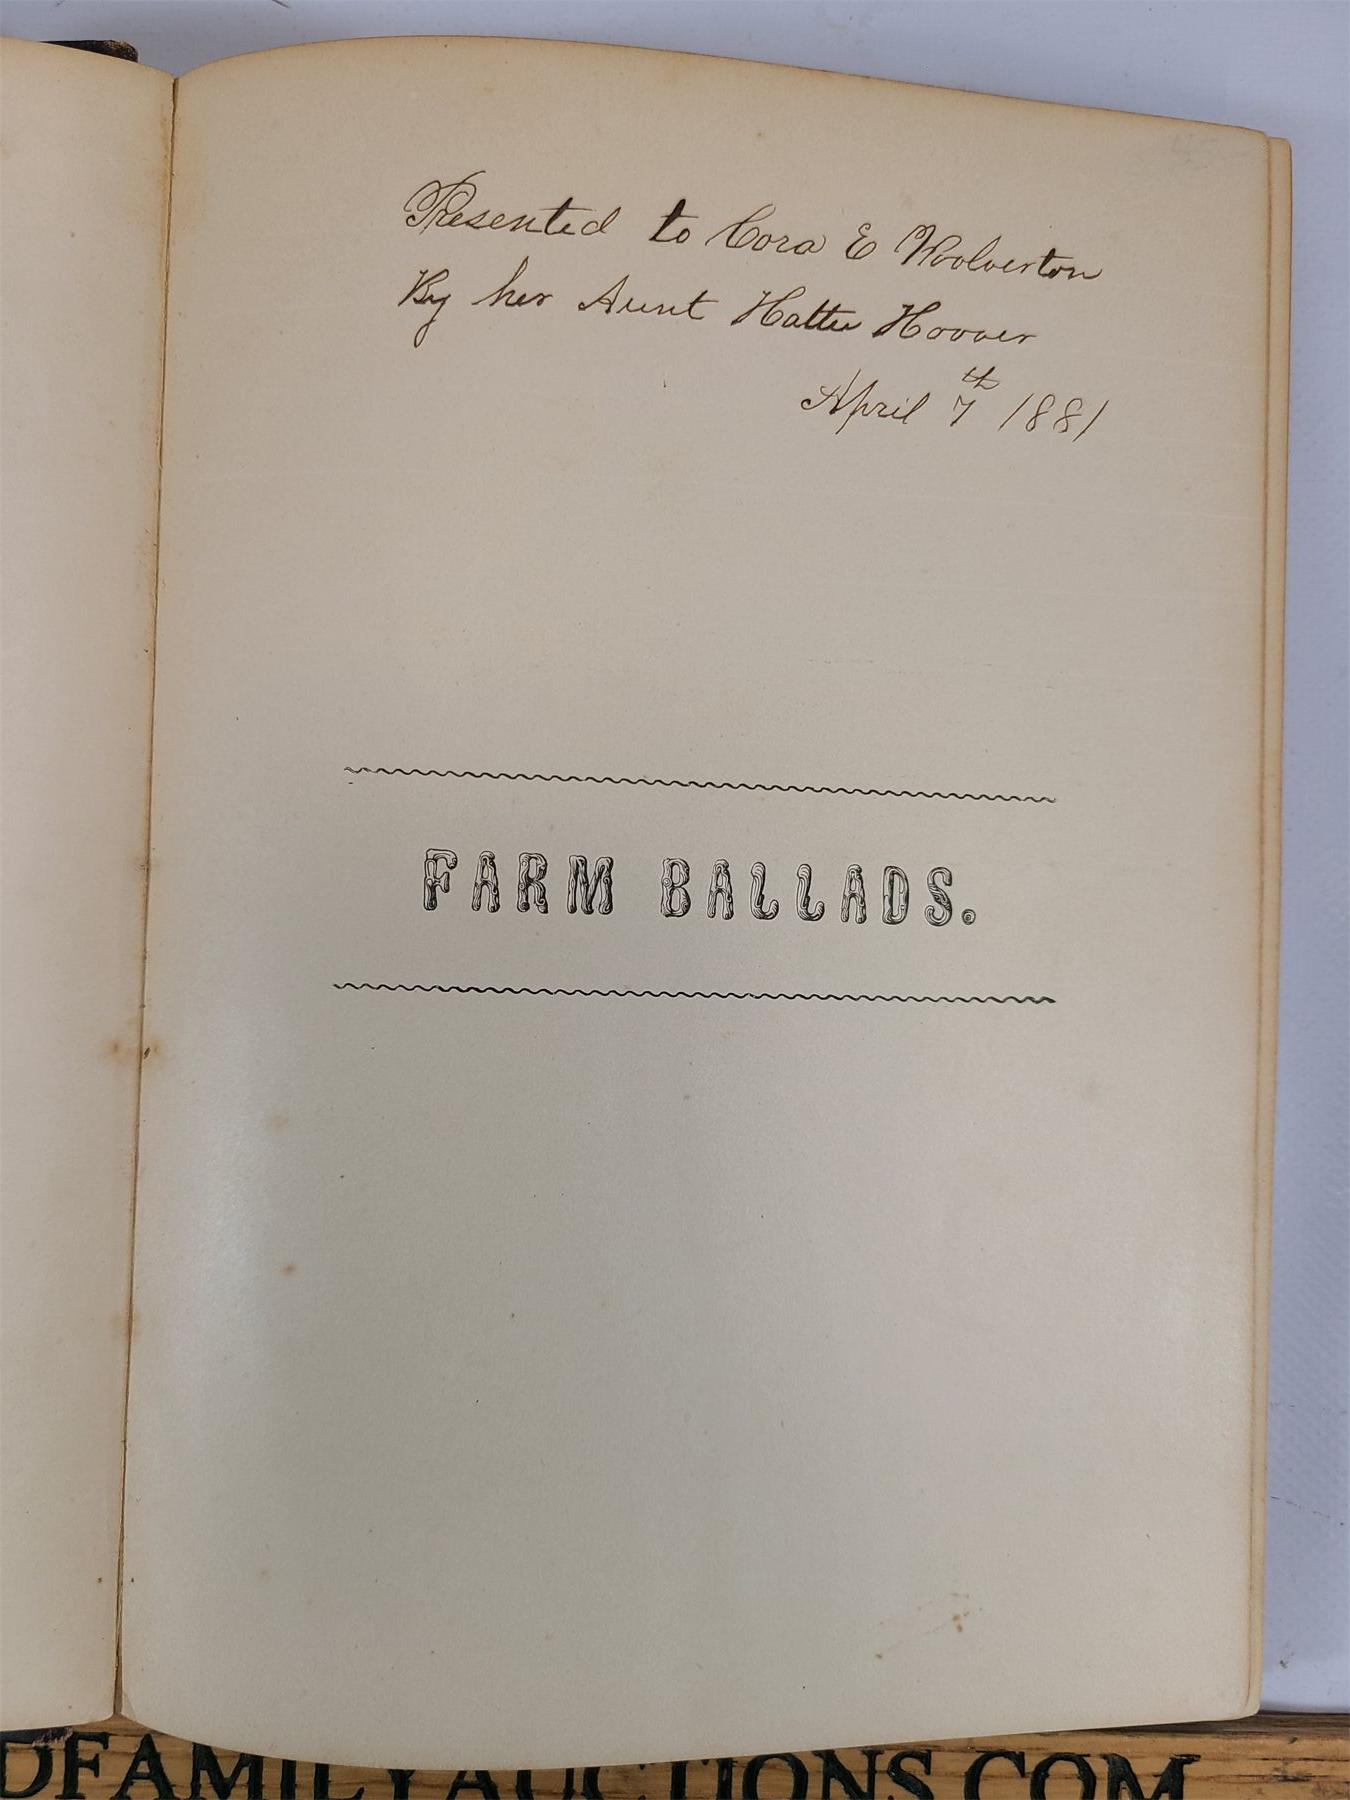 Presented to Cora E Woolverton
By her Aunt Hattie Hoover
April 7th 1881
FARM BALLADS.
DFAMILYAUCTIONS.COM